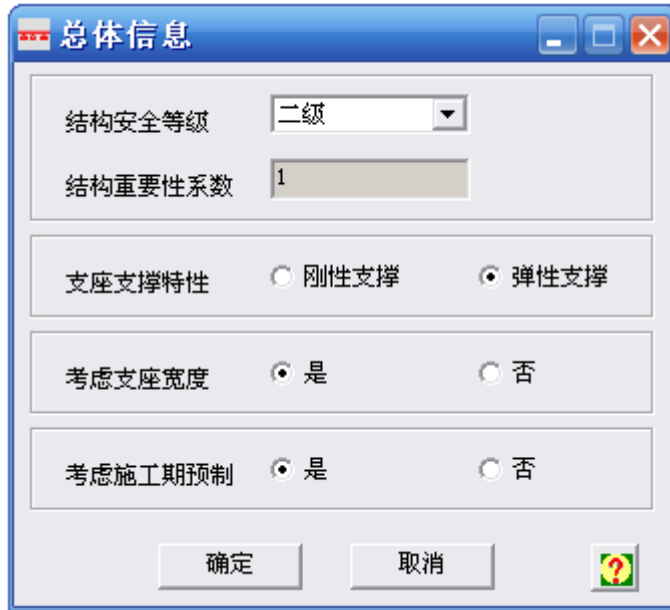 总体信息
结构安全等级 二级
结构重要性系数 1
支座支撑特性 刚性支撑 弹性支撑
考虑支座宽度 是 否
考虑施工期预制 是 否
确定 取消 ?